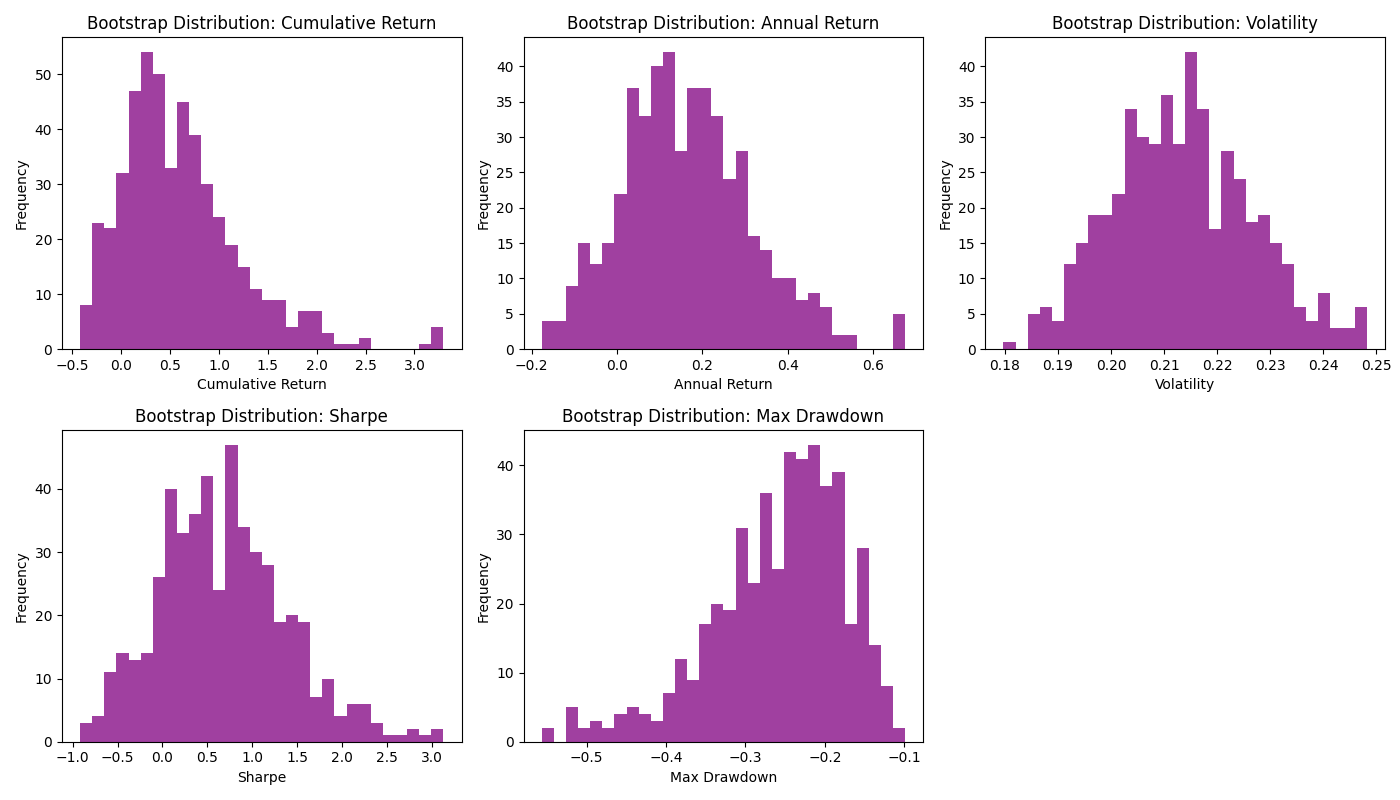 Bootstrap Distribution: Cumulative Return
Frequency
50
40
30
20
10
0
−0.5 0.0 0.5 1.0 1.5 2.0 2.5 3.0
Cumulative Return
Bootstrap Distribution: Annual Return
Frequency
40
35
30
25
20
15
10
5
0
−0.2 0.0 0.2 0.4 0.6
Annual Return
Bootstrap Distribution: Volatility
Frequency
40
35
30
25
20
15
10
5
0
0.18 0.19 0.20 0.21 0.22 0.23 0.24 0.25
Volatility
Bootstrap Distribution: Sharpe
Frequency
40
30
20
10
0
−1.0 −0.5 0.0 0.5 1.0 1.5 2.0 2.5 3.0
Sharpe
Bootstrap Distribution: Max Drawdown
Frequency
40
30
20
10
0
−0.5 −0.4 −0.3 −0.2 −0.1
Max Drawdown